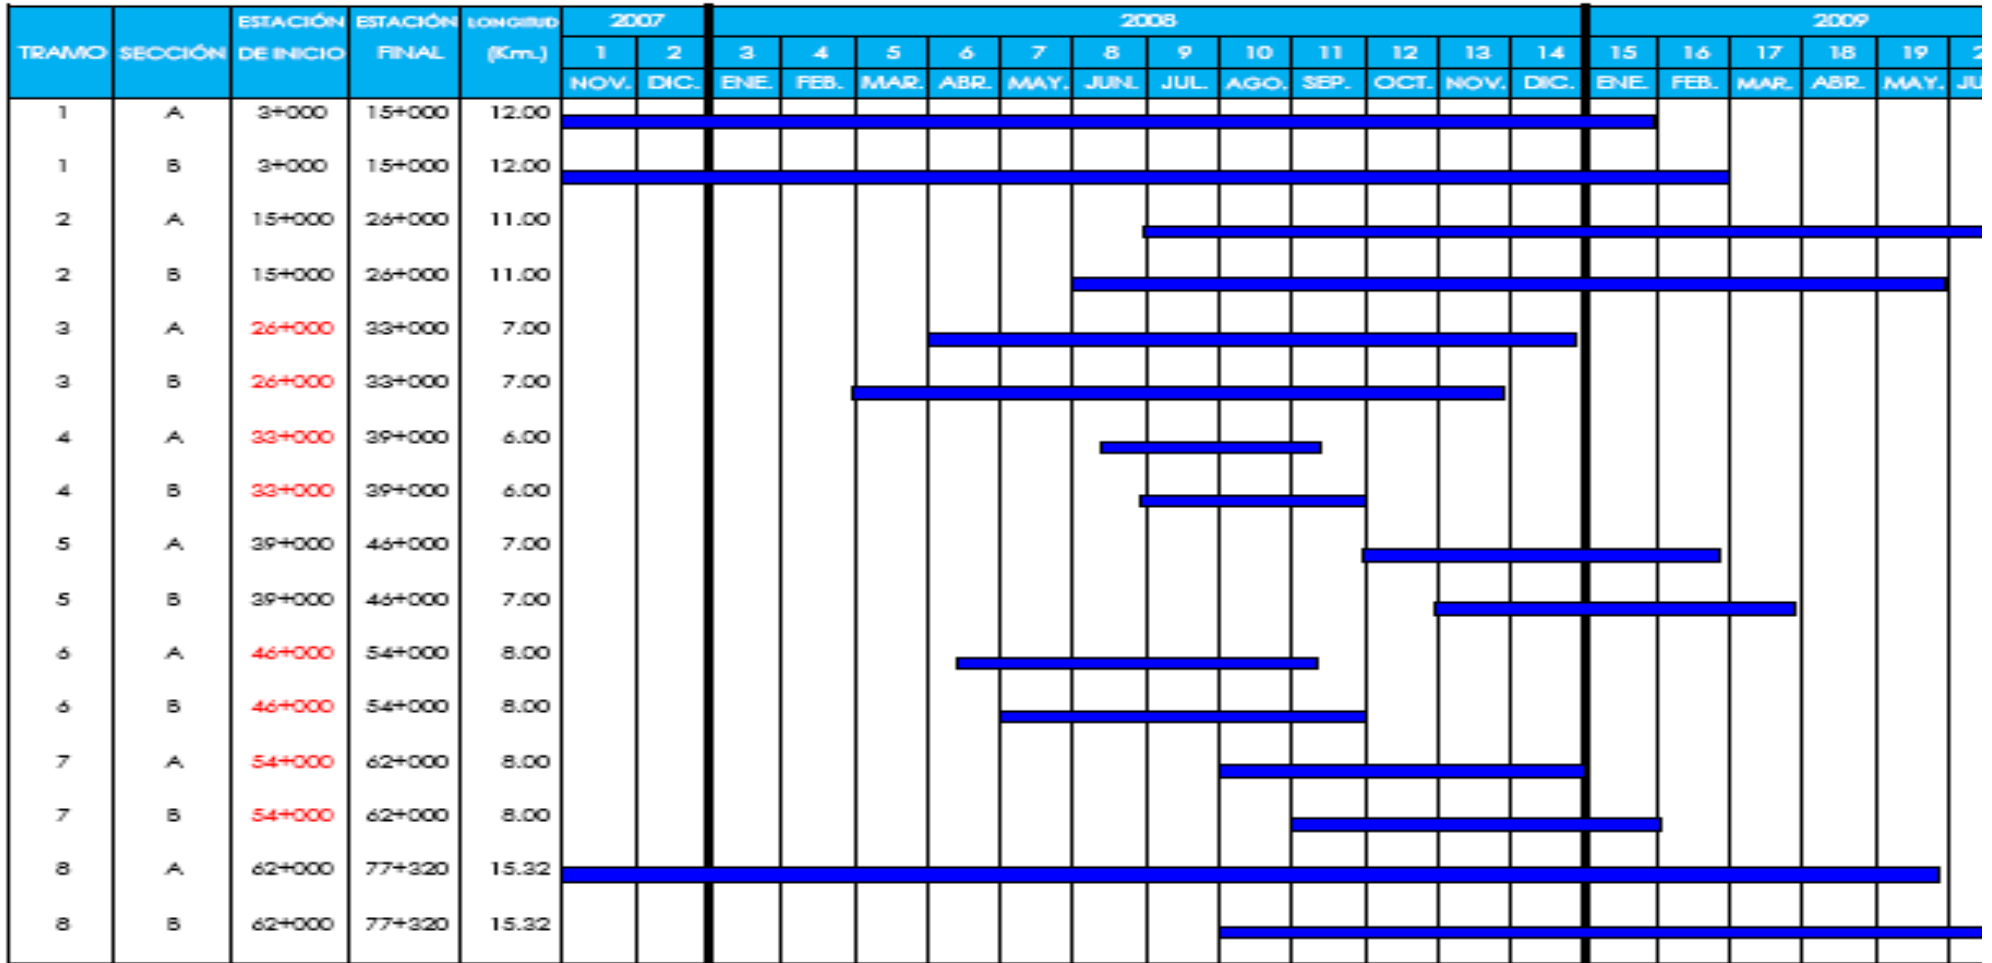 ESTACIÓN ESTACIÓN LONGITUD 2007 2008 2009
TRAMO SECCIÓN DE INICIO FINAL (Km.) 1 2 3 4 5 6 7 8 9 10 11 12 13 14 15 16 17 18 19 2
NOV. DIC. ENE. FEB. MAR. ABR. MAY. JUN. JUL. AGO. SEP. OCT. NOV. DIC. ENE. FEB. MAR. ABR. MAY. JU
1 A 3+000 15+000 12.00
1 B 3+000 15+000 12.00
2 A 15+000 26+000 11.00
2 B 15+000 26+000 11.00
3 A 26+000 33+000 7.00
3 B 26+000 33+000 7.00
4 A 33+000 39+000 6.00
4 B 33+000 39+000 6.00
5 A 39+000 46+000 7.00
5 B 39+000 46+000 7.00
6 A 46+000 54+000 8.00
6 B 46+000 54+000 8.00
7 A 54+000 62+000 8.00
7 B 54+000 62+000 8.00
8 A 62+000 77+320 15.32
8 B 62+000 77+320 15.32